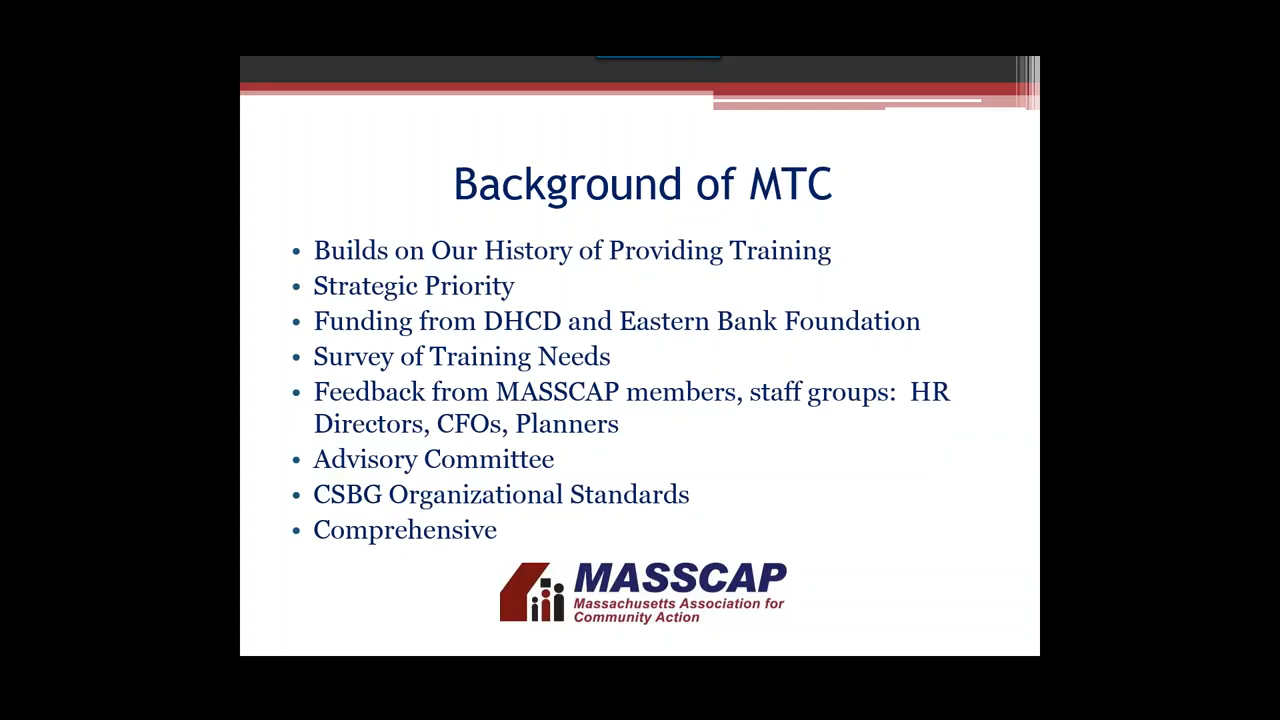 Background of MTC
• Builds on Our History of Providing Training
• Strategic Priority
• Funding from DHCD and Eastern Bank Foundation
• Survey of Training Needs
• Feedback from MASSCAP members, staff groups:  HR
Directors, CFOs, Planners
• Advisory Committee
• CSBG Organizational Standards
• Comprehensive
MASSCAP
Massachusetts Association for
Community Action